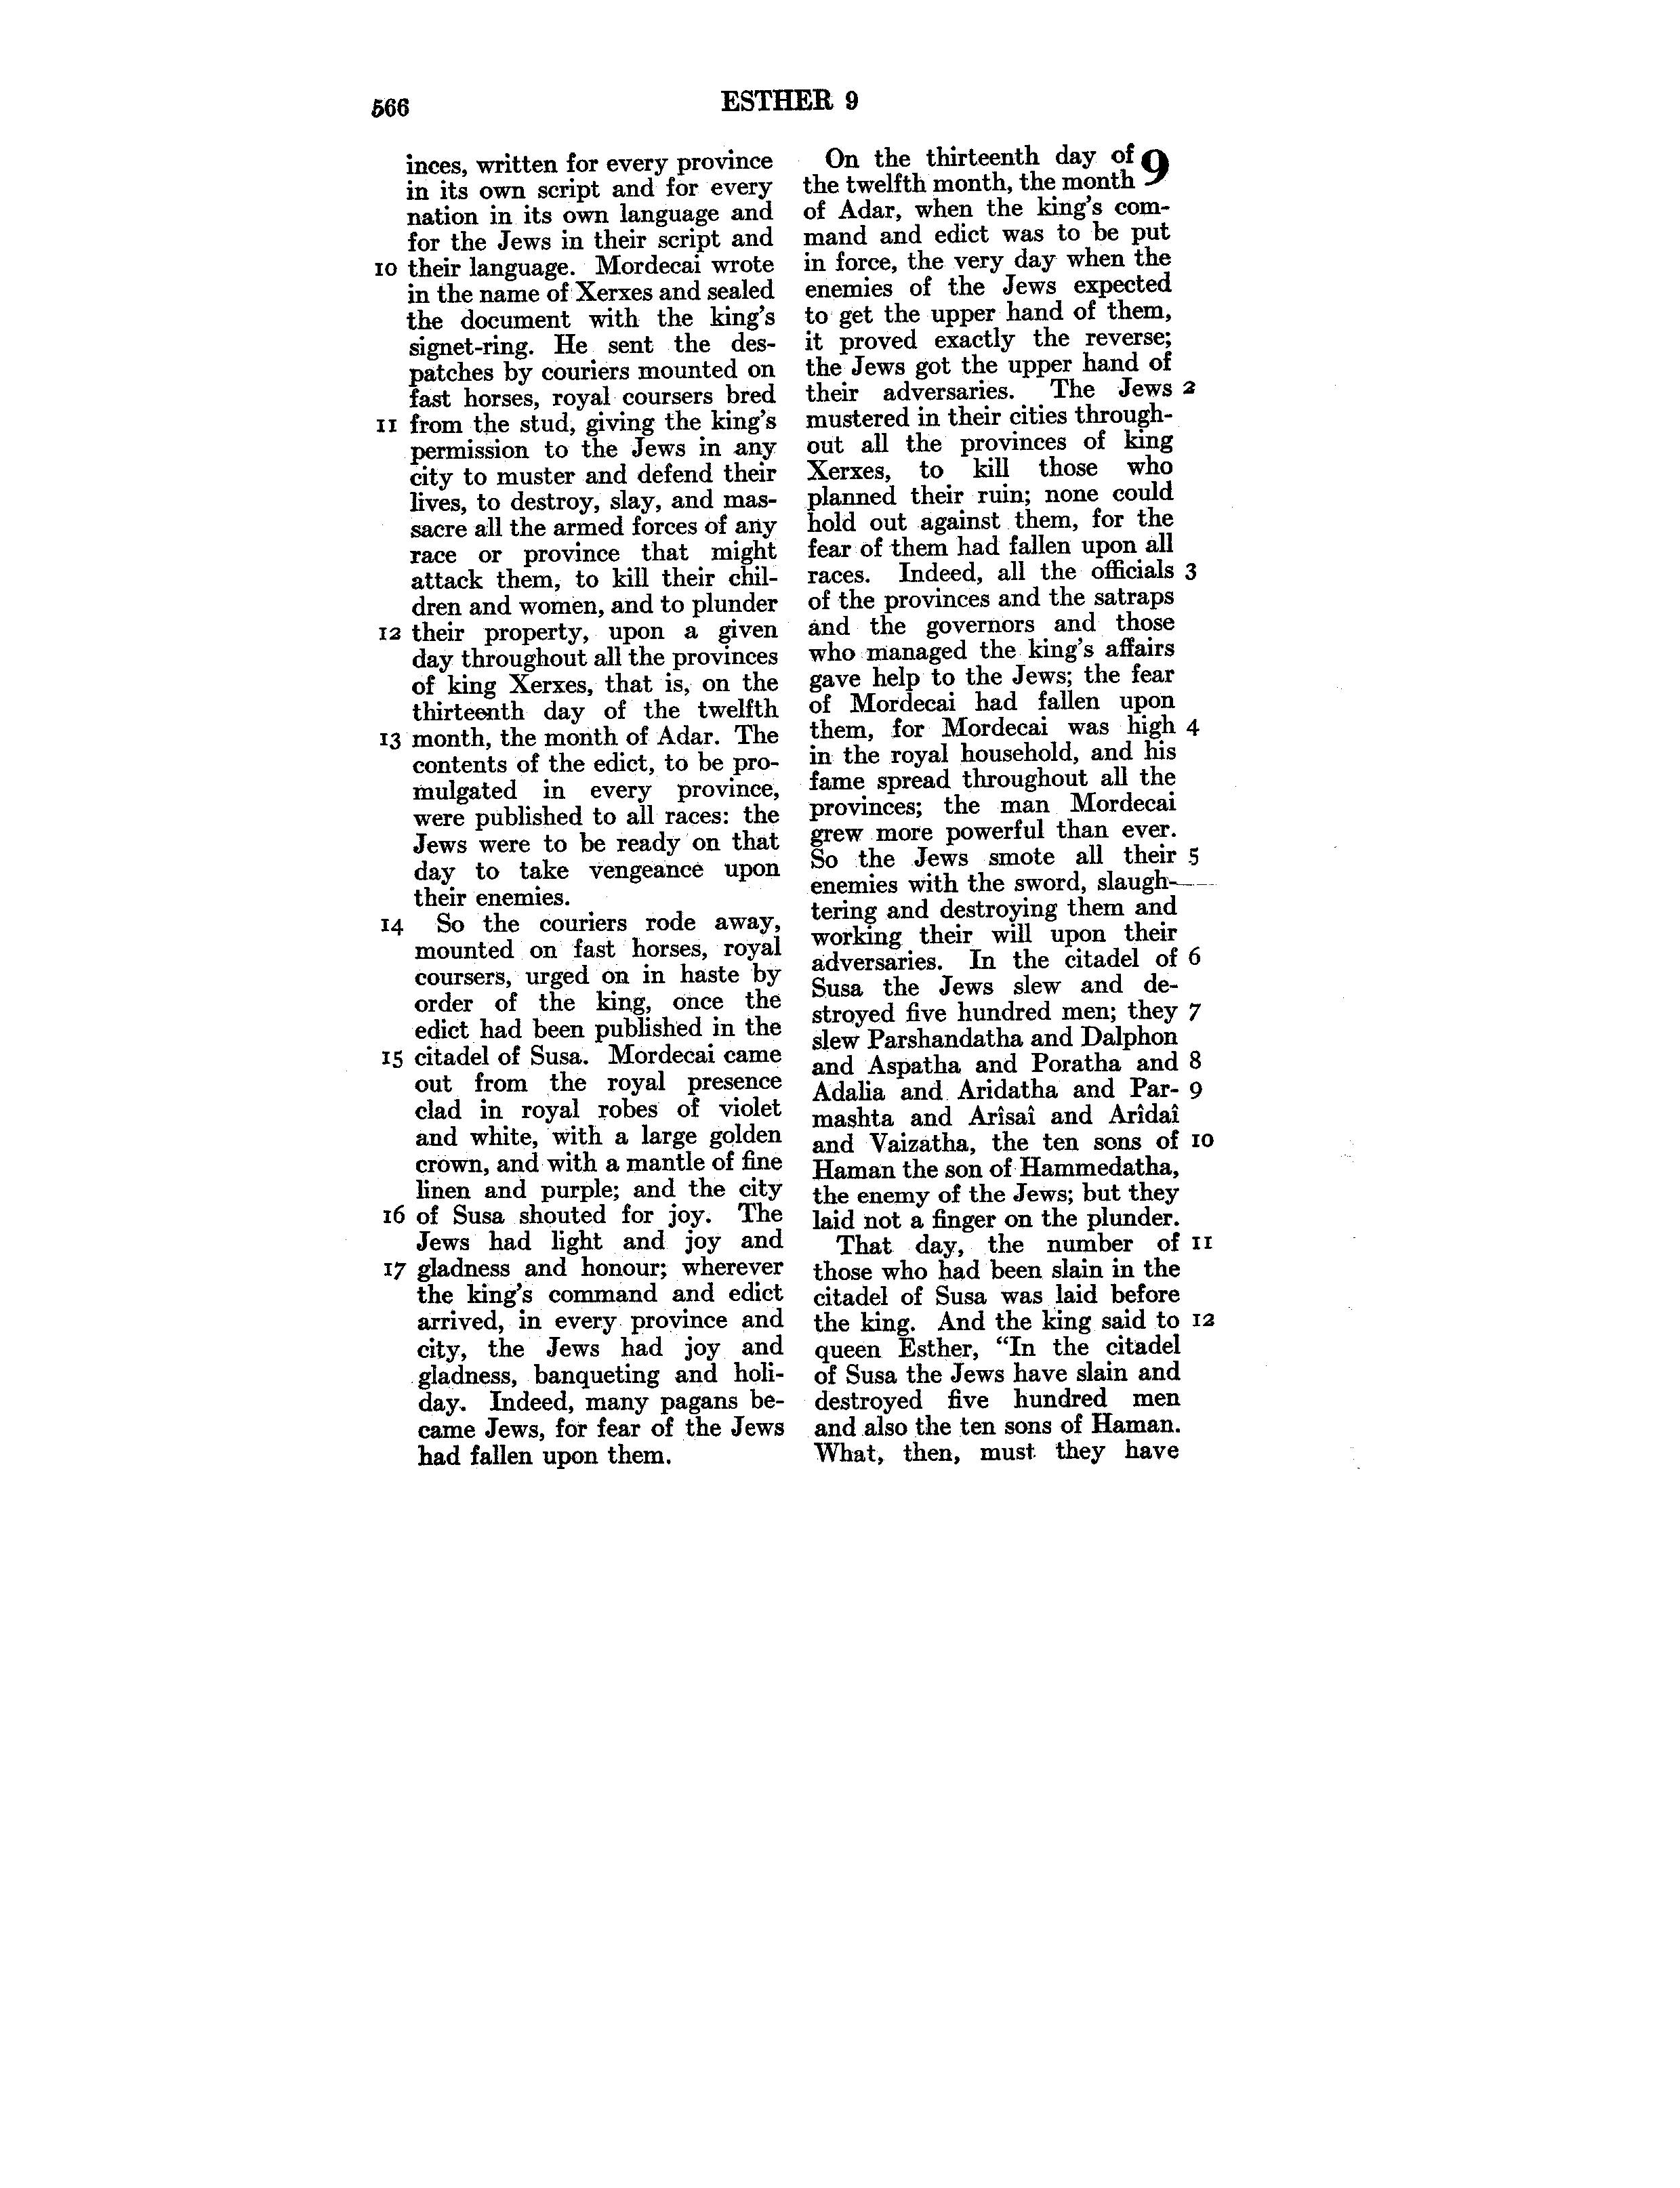 566
ESTHER 9
inces, written for every province
in its own script and for every
nation in its own language and
for the Jews in their script and
10 their language. Mordecai wrote
in the name of Xerxes and sealed
the document with the king's
signet-ring. He sent the des-
patches by couriers mounted on
fast horses, royal coursers bred
11 from the stud, giving the king's
permission to the Jews in any
city to muster and defend their
lives, to destroy, slay, and mas-
sacre all the armed forces of any
race or province that might
attack them, to kill their chil-
dren and women, and to plunder
12 their property, upon a given
day throughout all the provinces
of king Xerxes, that is, on the
thirteenth day of the twelfth
13 month, the month of Adar. The
contents of the edict, to be pro-
mulgated in every province,
were published to all races: the
Jews were to be ready on that
day to take vengeance upon
their enemies.
14 So the couriers rode away,
mounted on fast horses, royal
coursers, urged on in haste by
order of the king, once the
edict had been published in the
15 citadel of Susa. Mordecai came
out from the royal presence
clad in royal robes of violet
and white, with a large golden
crown, and with a mantle of fine
linen and purple; and the city
16 of Susa shouted for joy. The
Jews had light and joy and
17 gladness and honour; wherever
the king's command and edict
arrived, in every province and
city, the Jews had joy and
gladness, banqueting and holi-
day. Indeed, many pagans be-
came Jews, for fear of the Jews
had fallen upon them.
On the thirteenth day of 9
the twelfth month, the month
of Adar, when the king's com-
mand and edict was to be put
in force, the very day when the
enemies of the Jews expected
to get the upper hand of them,
it proved exactly the reverse;
the Jews got the upper hand of
their adversaries. The Jews 2
mustered in their cities through-
out all the provinces of king
Xerxes, to kill those who
planned their ruin; none could
hold out against them, for the
fear of them had fallen upon all
races. Indeed, all the officials 3
of the provinces and the satraps
and the governors and those
who managed the king's affairs
gave help to the Jews; the fear
of Mordecai had fallen upon
them, for Mordecai was high 4
in the royal household, and his
fame spread throughout all the
provinces; the man Mordecai
grew more powerful than ever.
So the Jews smote all their 5
enemies with the sword, slaugh-
tering and destroying them and
working their will upon their
adversaries. In the citadel of 6
Susa the Jews slew and de-
stroyed five hundred men; they 7
slew Parshandatha and Dalphon
and Aspatha and Poratha and 8
Adalia and Aridatha and Par- 9
mashta and Arîsaî and Arîdaî
and Vaizatha, the ten sons of 10
Haman the son of Hammedatha,
the enemy of the Jews; but they
laid not a finger on the plunder.
That day, the number of 11
those who had been slain in the
citadel of Susa was laid before
the king. And the king said to 12
queen Esther, "In the citadel
of Susa the Jews have slain and
destroyed five hundred men
and also the ten sons of Haman.
What, then, must they have